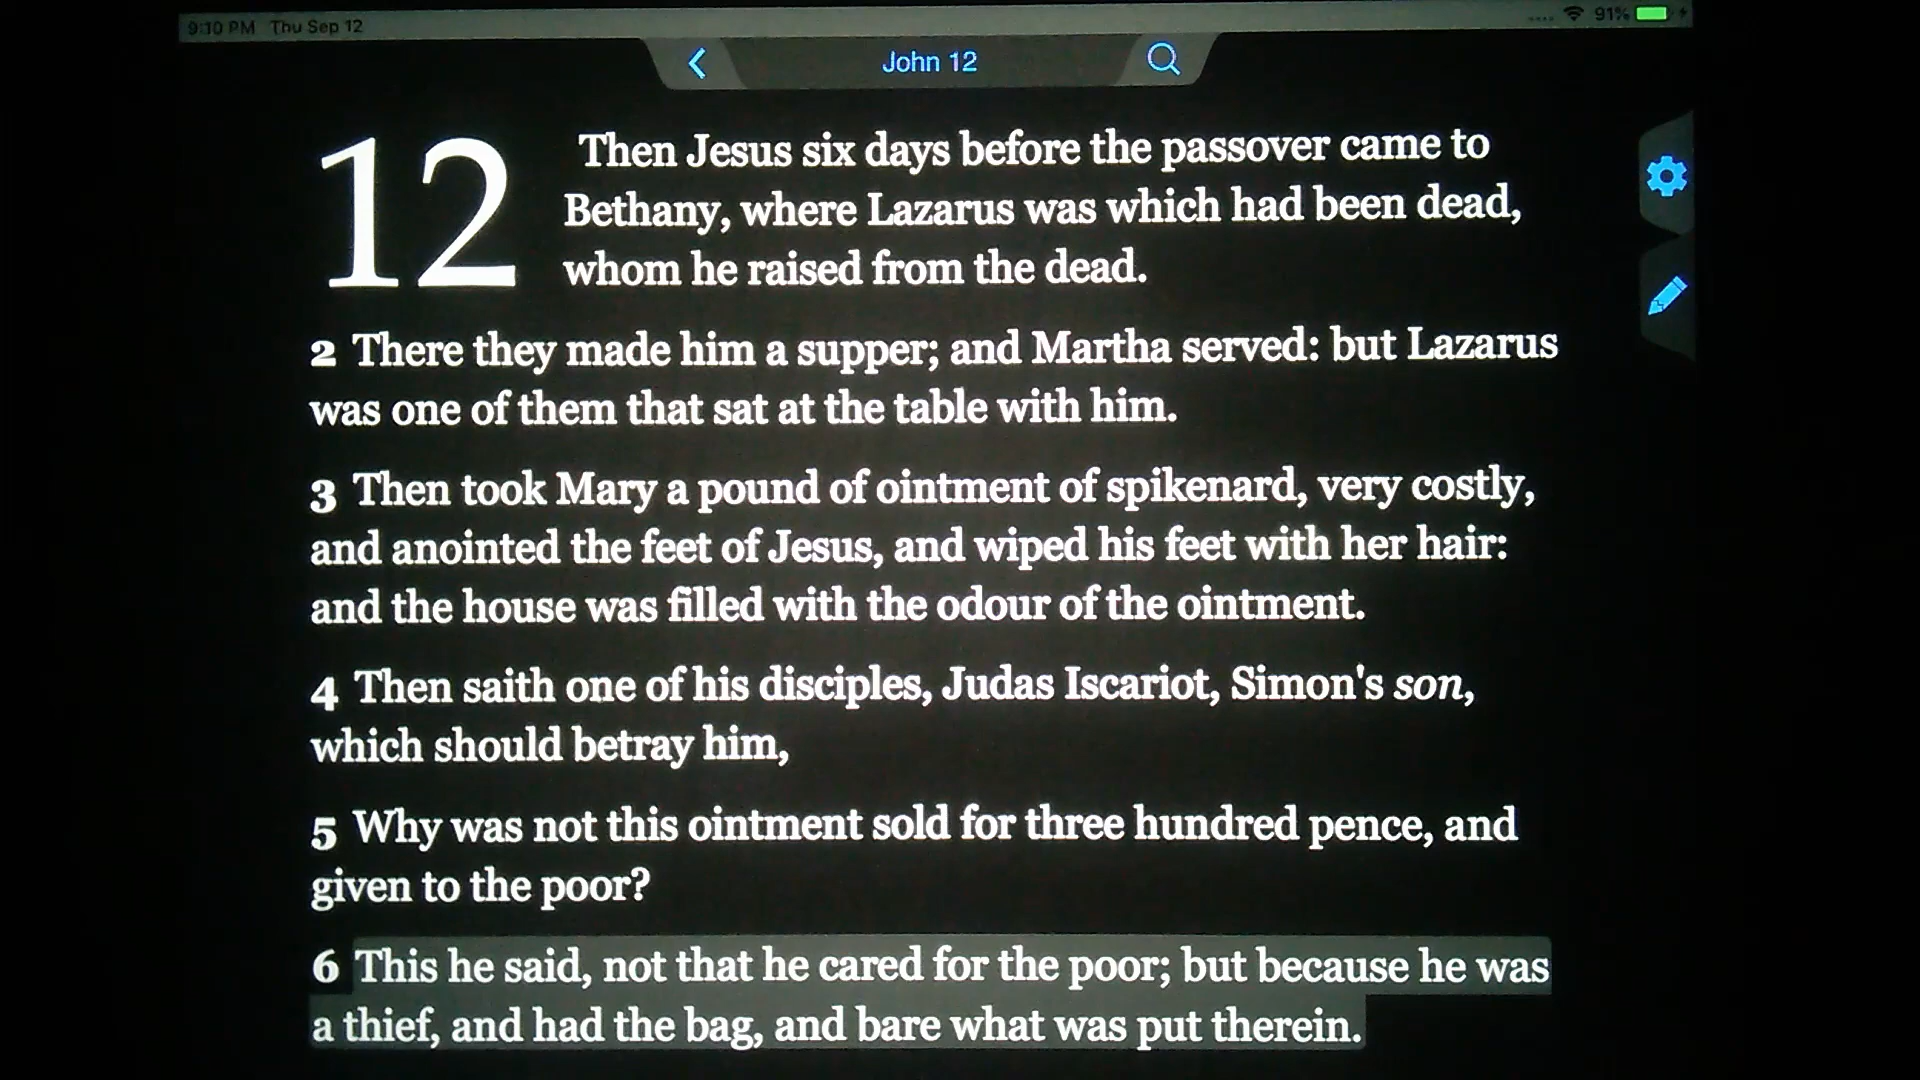 9:10 PM Thu Sep 12
91%
John 12
12 Then Jesus six days before the passover came to
Bethany, where Lazarus was which had been dead,
whom he raised from the dead.
2 There they made him a supper; and Martha served: but Lazarus
was one of them that sat at the table with him.
3 Then took Mary a pound of ointment of spikenard, very costly,
and anointed the feet of Jesus, and wiped his feet with her hair:
and the house was filled with the odour of the ointment.
4 Then saith one of his disciples, Judas Iscariot, Simon's son,
which should betray him,
5 Why was not this ointment sold for three hundred pence, and
given to the poor?
6 This he said, not that he cared for the poor; but because he was
a thief, and had the bag, and bare what was put therein.